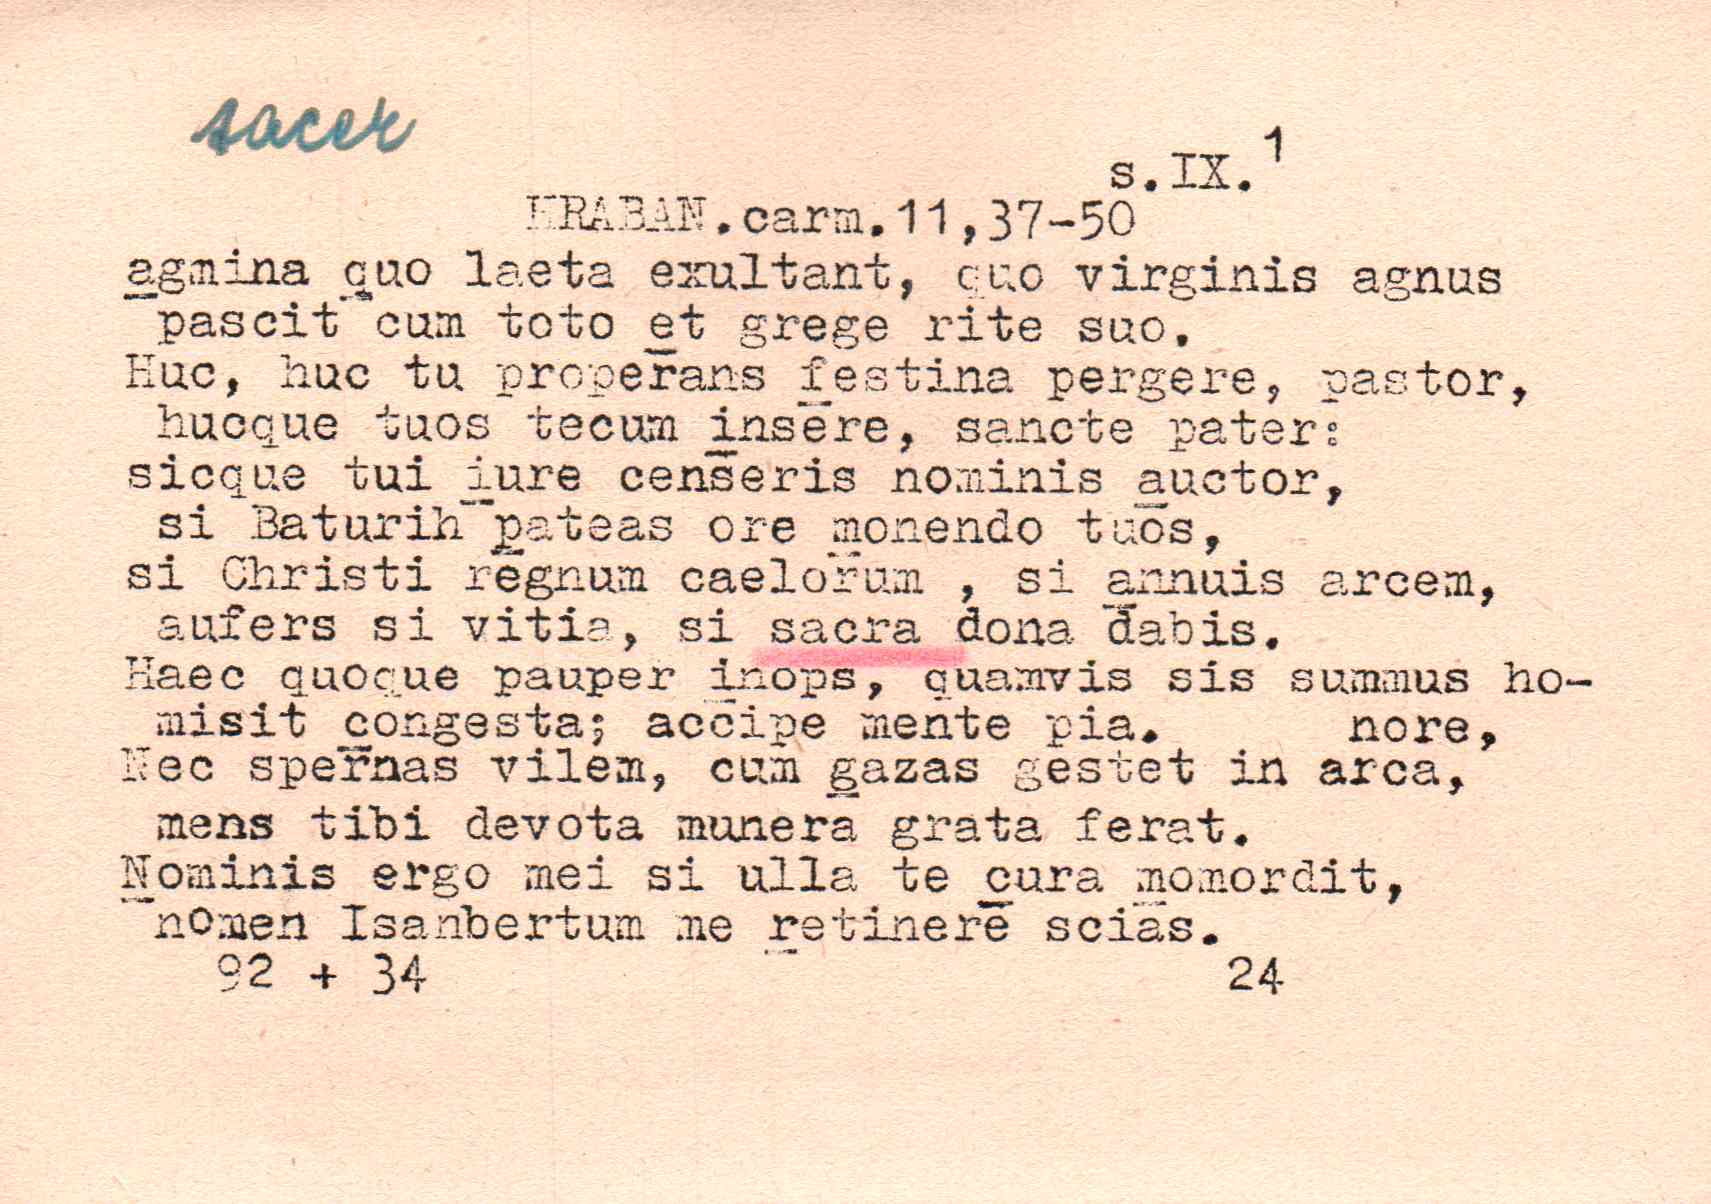 sacer
s.IX.¹
HRABAN.carm.11,37-50
agmina quo laeta exultant, quo virginis agnus
pascit cum toto et grege rite suo.
Huc, huc tu properans festina pergere, pastor,
hucque tuos tecum insere, sancte pater:
sicque tui iure censeris nominis auctor,
si Baturih pateas ore monendo tuos,
si Christi regnum caelorum , si annuis arcem,
aufers si vitia, si sacra dona dabis.
Haec quoque pauper inops, quamvis sis summus ho-
misit congesta; accipe mente pia. nore,
Nec spernas vilem, cum gazas gestet in arca,
mens tibi devota munera grata ferat.
Nominis ergo mei si ulla te cura momordit,
nomen Isanbertum me retinere scias.
92 + 34 24